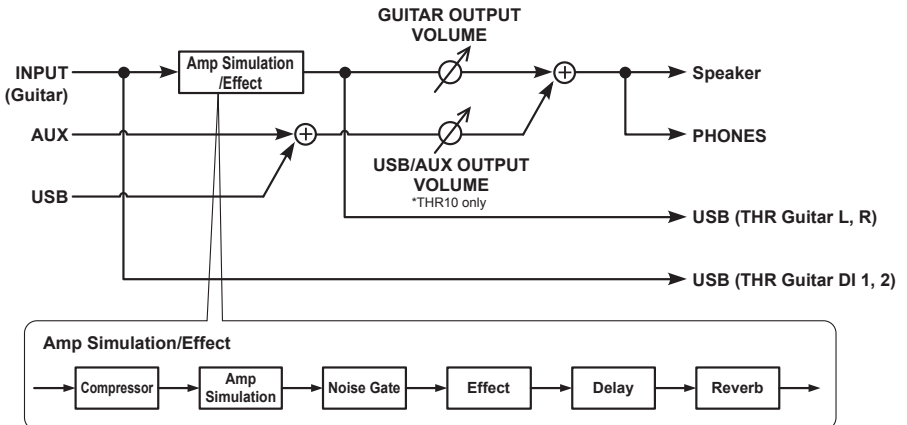 GUITAR OUTPUT
VOLUME
INPUT
(Guitar)
Amp Simulation
/Effect
Speaker
AUX
PHONES
USB/AUX OUTPUT
VOLUME
*THR10 only
USB
USB (THR Guitar L, R)
USB (THR Guitar DI 1, 2)
Amp Simulation/Effect
Compressor
Amp
Simulation
Noise Gate
Effect
Delay
Reverb